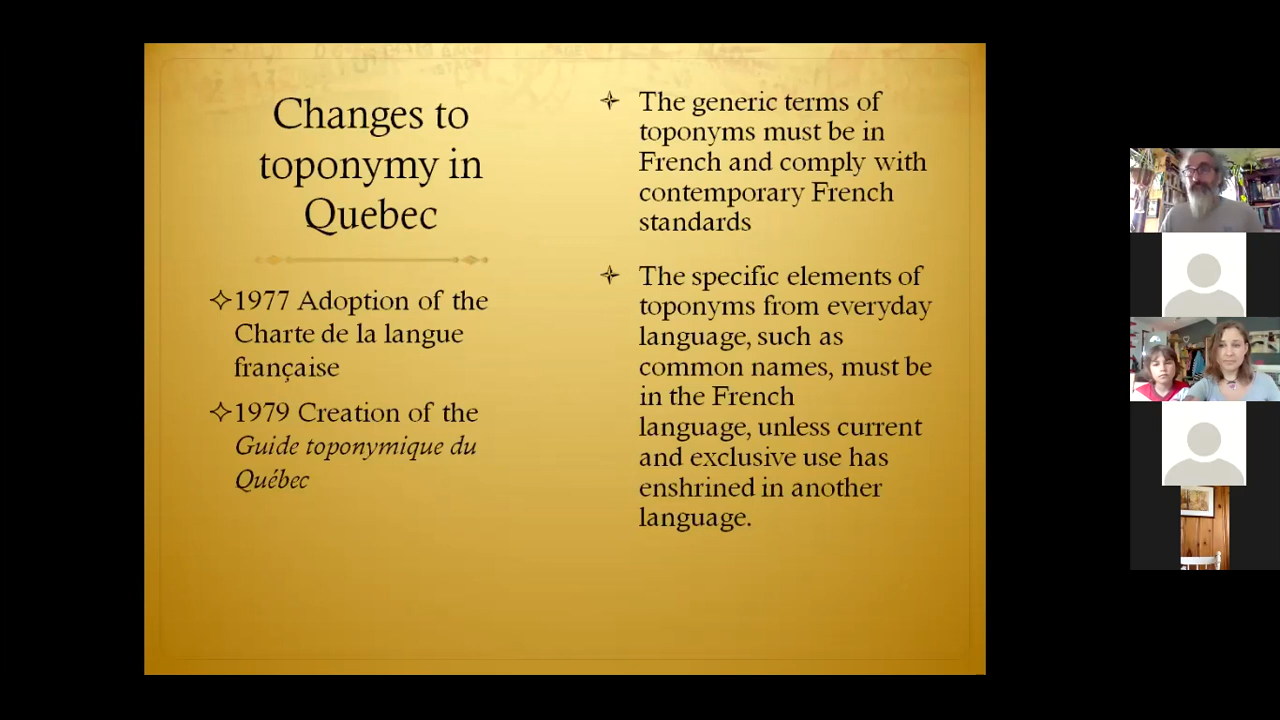 Changes to
toponymy in
Quebec
1977 Adoption of the
Charte de la langue
française
1979 Creation of the
Guide toponymique du
Québec
The generic terms of
toponyms must be in
French and comply with
contemporary French
standards
The specific elements of
toponyms from everyday
language, such as
common names, must be
in the French
language, unless current
and exclusive use has
enshrined in another
language.